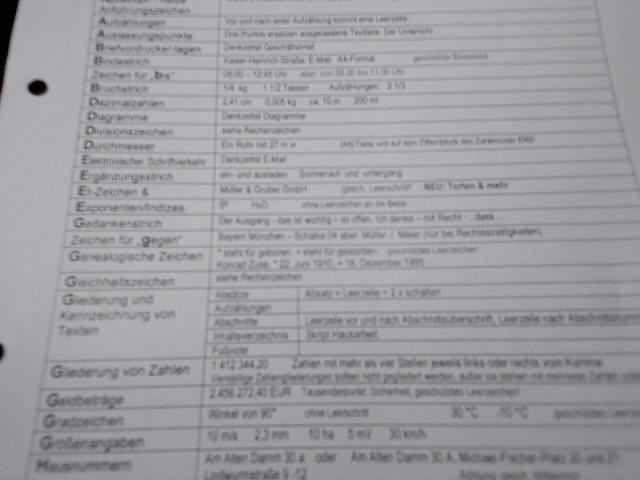 Anführungszeichen
Aufzählungen Vor und nach einer Aufzählung kommt eine Leerzeile.
Auslassungspunkte Drei Punkte ersetzen ausgelassene Textteile. Der Unterricht
Briefvordrucke/-lagen Denkzettel Geschäftsbrief
Bindestrich Kaiser-Heinrich-Straße, E-Mail A4-Format
Zeichen für „bis“ 08:00 – 12:45 Uhr aber: von 09:30 bis 11:00 Uhr
Bruchstrich 1/4 kg 1 1/2 Tassen Aufzählungen: 2 1/3
Dezimalzahlen 2,41 cm 0,005 kg ca. 10 m 200 ml
Diagramme Denkzettel Diagramme
Divisionszeichen siehe Rechenzeichen
Durchmesser Ein Rohr mit 27 m ø [Alt]-Taste und auf dem Ziffernblock den Zahlencode
Elektronischer Schriftverkehr Denkzettel E-Mail
Ergänzungsstrich ein- und ausladen Sonnenauf- und -untergang
Et-Zeichen & Müller & Gruber GmbH gesch. Leerschritt NEU: Torten & mehr
Exponenten/Indizes H₂O ohne Leerzeichen an die Basis
Gedankenstrich Der Ausgang - das ist wichtig – ist offen. Ich denke – mit Recht -, dass
Zeichen für „gegen“ Bayern München – Schalke 04 aber: Müller ./. Meier (nur bei Rechtsstreitigkeiten)
Genealogische Zeichen * steht für geboren, + steht für gestorben geschütztes Leerzeichen
Konrad Zuse, * 22. Juni 1910, + 18. Dezember 1995
Gleichheitszeichen siehe Rechenzeichen
Gliederung und Kennzeichnung von Texten
Absätze Absatz = Leerzeile = 2 x schalten
Aufzählungen
Abschnitte Leerzeile vor und nach Abschnittsüberschrift, Leerzeile nach Abschnittsnummer
Inhaltsverzeichnis Skript Hausarbeit
Fußnote
Gliederung von Zahlen 1 412 344,20 Zahlen mit mehr als vier Stellen jeweils links oder rechts vom Komma
Vierstellige Zahlengliederungen sollten nicht gegliedert werden, außer sie stehen mit mehreren Zahlen
Geldbeträge 2.456.272,40 EUR Tausenderpunkt: Sicherheit, geschütztes Leerzeichen!
Gradzeichen Winkel von 90° ohne Leerschritt 30 °C -10 °C geschütztes
Größenangaben 10 m/s 2,3 mm 10 ha 5 mV 30 km/h
Hausnummern Am Alten Damm 30 a oder Am Alten Damm 30 A, Michael-Fischer-Platz 20 und 21
Lindwurmstraße 9 -12